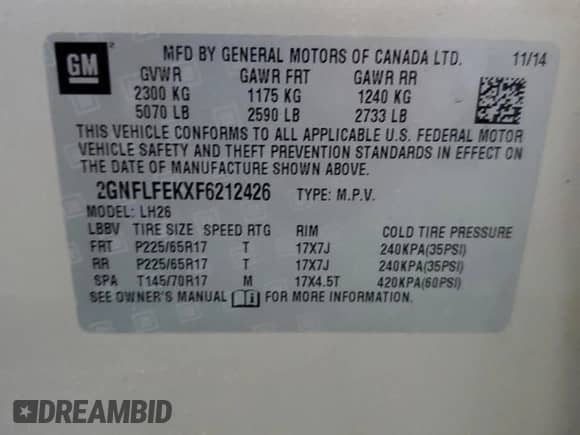 GM
MFD BY GENERAL MOTORS OF CANADA LTD. 11/14
GVWR GAWR FRT GAWR RR
2300 KG 1175 KG 1240 KG
5070 LB 2590 LB 2733 LB
THIS VEHICLE CONFORMS TO ALL APPLICABLE U.S. FEDERAL MOTOR
VEHICLE SAFETY AND THEFT PREVENTION STANDARDS IN EFFECT ON
THE DATE OF MANUFACTURE SHOWN ABOVE.
2GNFLFEKXF6212426 TYPE: M.P.V.
MODEL: LH26
LBBV TIRE SIZE SPEED RTG RIM COLD TIRE PRESSURE
FRT P225/65R17 T 17X7J 240KPA(35PSI)
RR P225/65R17 T 17X7J 240KPA(35PSI)
SPA T145/70R17 M 17X4.5T 420KPA(60PSI)
SEE OWNER'S MANUAL FOR MORE INFORMATION.
DREAMBID